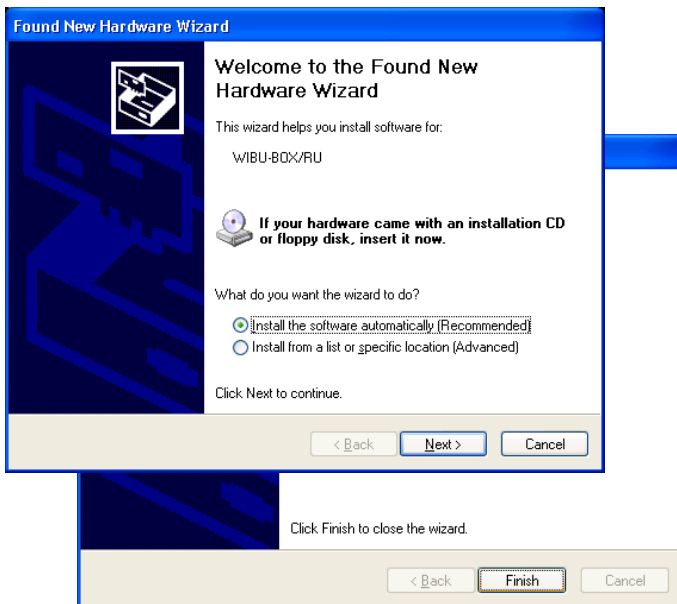 Found New Hardware Wizard
Welcome to the Found New
Hardware Wizard
This wizard helps you install software for:
WIBU-BOX/RU
If your hardware came with an installation CD
or floppy disk, insert it now.
What do you want the wizard to do?
Install the software automatically (Recommended)
Install from a list or specific location (Advanced)
Click Next to continue.
< Back Next > Cancel
Click Finish to close the wizard.
< Back Finish Cancel